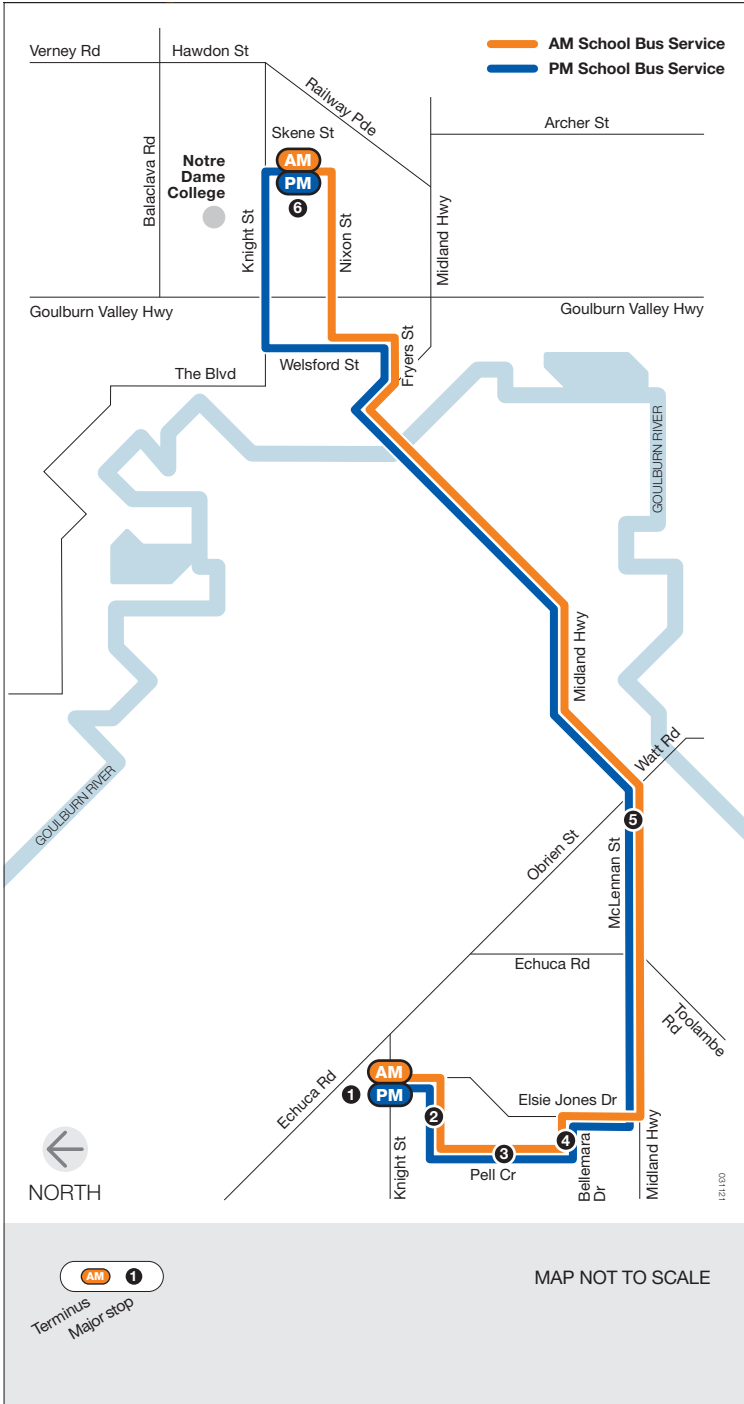 AM School Bus Service
PM School Bus Service
Verney Rd
Hawdon St
Railway Pde
Archer St
Skene St
AM
PM
6
Notre
Dame
College
Balaclava Rd
Knight St
Nixon St
Midland Hwy
Goulburn Valley Hwy
Goulburn Valley Hwy
Fryers St
Welsford St
The Blvd
GOULBURN RIVER
Midland Hwy
Watt Rd
GOULBURN RIVER
5
Obrien St
McLennan St
Echuca Rd
Toolambe
Rd
Echuca Rd
AM
1
PM
2
Elsie Jones Dr
4
3
Pell Cr
Knight St
Bellemara
Dr
Midland Hwy
NORTH
031121
AM
1
Terminus
Major stop
MAP NOT TO SCALE